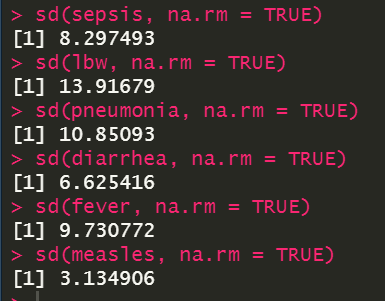 > sd(sepsis, na.rm = TRUE)
[1] 8.297493
> sd(lbw, na.rm = TRUE)
[1] 13.91679
> sd(pneumonia, na.rm = TRUE)
[1] 10.85093
> sd(diarrhea, na.rm = TRUE)
[1] 6.625416
> sd(fever, na.rm = TRUE)
[1] 9.730772
> sd(measles, na.rm = TRUE)
[1] 3.134906
>